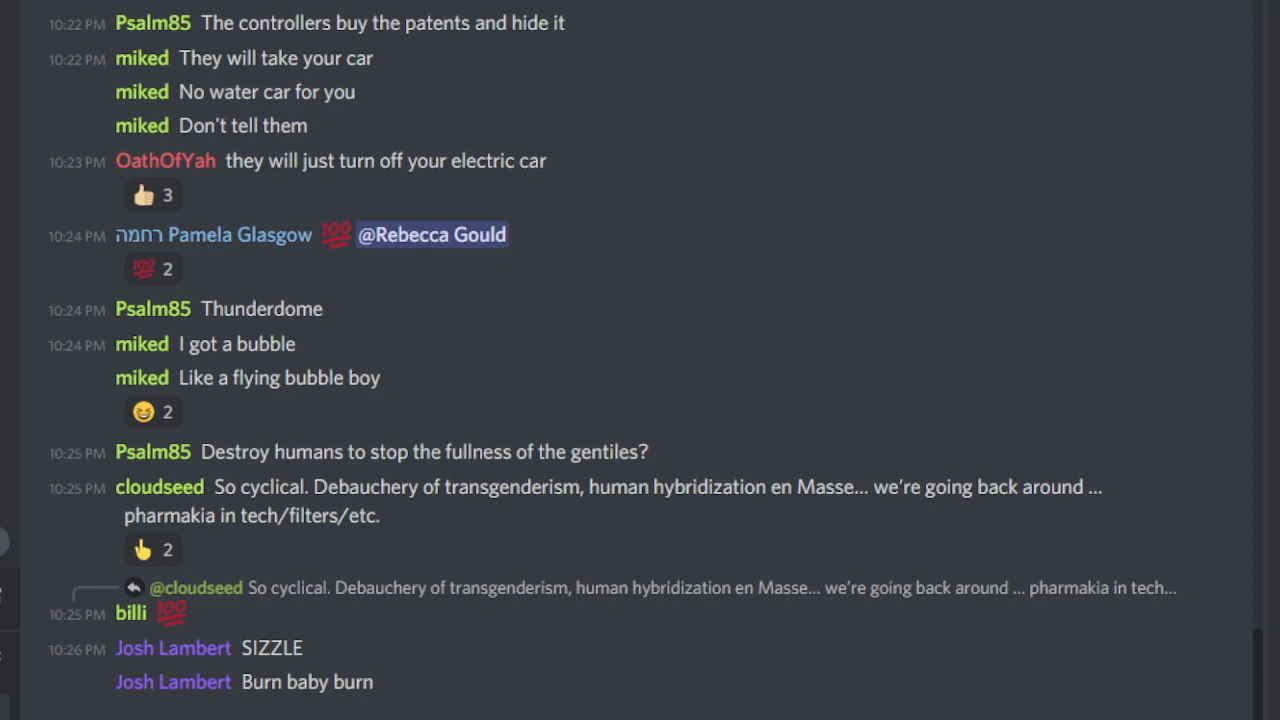 10:22 PM Psalm85 The controllers buy the patents and hide it
10:22 PM miked They will take your car
miked No water car for you
miked Don't tell them
10:23 PM OathOfYah they will just turn off your electric car
👍🏼 3
10:24 PM רחמה Pamela Glasgow 💯 @Rebecca Gould
💯 2
10:24 PM Psalm85 Thunderdome
10:24 PM miked I got a bubble
miked Like a flying bubble boy
😆 2
10:25 PM Psalm85 Destroy humans to stop the fullness of the gentiles?
10:25 PM cloudseed So cyclical. Debauchery of transgenderism, human hybridization en Masse... we're going back around ...
pharmakia in tech/filters/etc.
👆 2
@cloudseed So cyclical. Debauchery of transgenderism, human hybridization en Masse... we're going back around ... pharmakia in tech...
10:25 PM billi 💯
10:26 PM Josh Lambert SIZZLE
Josh Lambert Burn baby burn